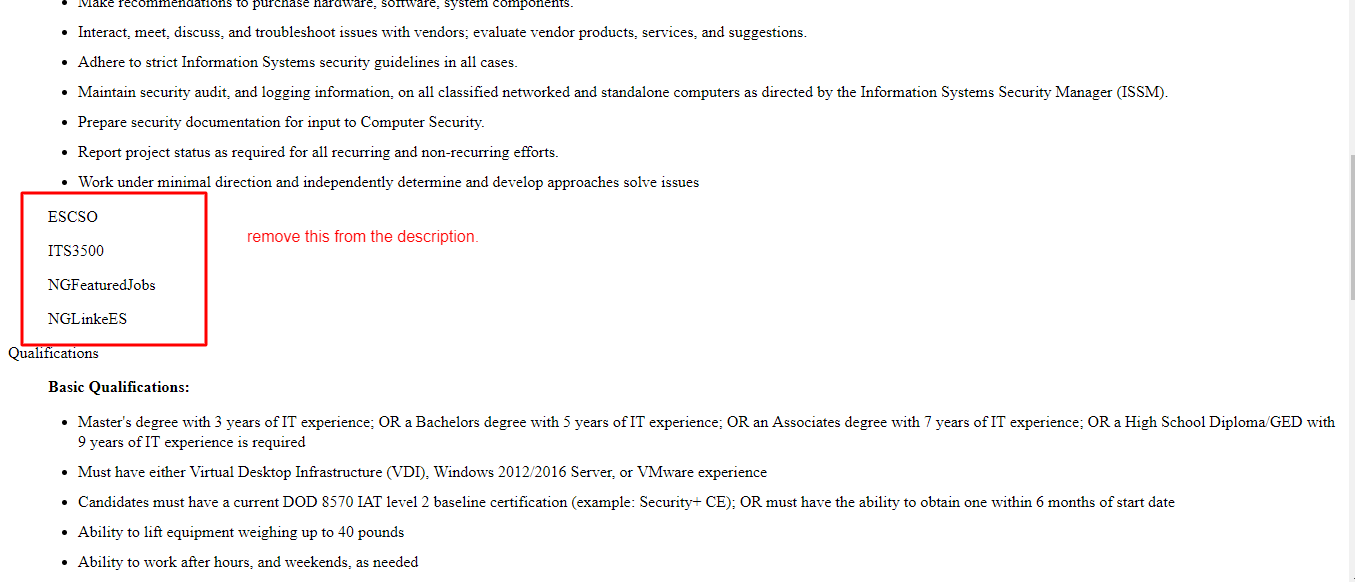 Make recommendations to purchase hardware, software, system components.
Interact, meet, discuss, and troubleshoot issues with vendors; evaluate vendor products, services, and suggestions.
Adhere to strict Information Systems security guidelines in all cases.
Maintain security audit, and logging information, on all classified networked and standalone computers as directed by the Information Systems Security Manager (ISSM).
Prepare security documentation for input to Computer Security.
Report project status as required for all recurring and non-recurring efforts.
Work under minimal direction and independently determine and develop approaches solve issues
ESCSO
remove this from the description.
ITS3500
NGFeaturedJobs
NGLinkeES
Qualifications
Basic Qualifications:
Master's degree with 3 years of IT experience; OR a Bachelors degree with 5 years of IT experience; OR an Associates degree with 7 years of IT experience; OR a High School Diploma/GED with
9 years of IT experience is required
Must have either Virtual Desktop Infrastructure (VDI), Windows 2012/2016 Server, or VMware experience
Candidates must have a current DOD 8570 IAT level 2 baseline certification (example: Security+ CE); OR must have the ability to obtain one within 6 months of start date
Ability to lift equipment weighing up to 40 pounds
Ability to work after hours, and weekends, as needed